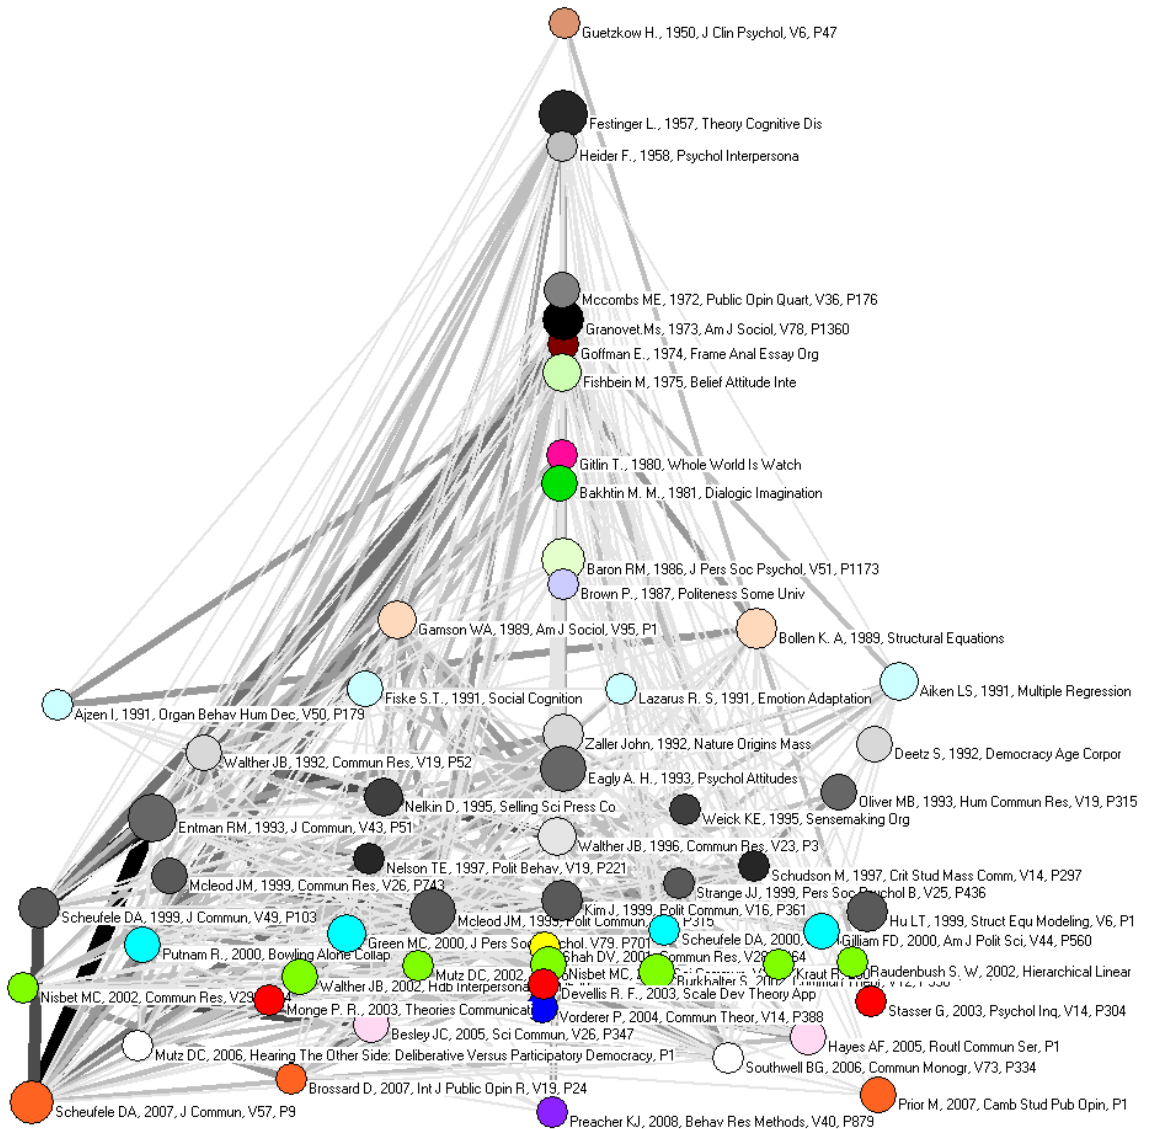 Guetzkow H., 1950, J Clin Psychol, V6, P47
Festinger L., 1957, Theory Cognitive Dis
Heider F., 1958, Psychol Interpersona
Mccombs ME, 1972, Public Opin Quart, V36, P176
Granovet.Ms, 1973, Am J Sociol, V78, P1360
Goffman E., 1974, Frame Anal Essay Org
Fishbein M, 1975, Belief Attitude Inte
Gitlin T., 1980, Whole World Is Watch
Bakhtin M. M., 1981, Dialogic Imagination
Baron RM, 1986, J Pers Soc Psychol, V51, P1173
Brown P., 1987, Politeness Some Univ
Gamson WA, 1989, Am J Sociol, V95, P1
Bollen K. A, 1989, Structural Equations
Fiske S.T., 1991, Social Cognition
Lazarus R. S, 1991, Emotion Adaptation
Aiken LS, 1991, Multiple Regression
Ajzen I, 1991, Organ Behav Hum Dec, V50, P179
Zaller John, 1992, Nature Origins Mass
Deetz S, 1992, Democracy Age Corpor
Walther JB, 1992, Commun Res, V19, P52
Eagly A. H., 1993, Psychol Attitudes
Nelkin D, 1995, Selling Sci Press Co
Oliver MB, 1993, Hum Commun Res, V19, P315
Weick KE, 1995, Sensemaking Org
Entman RM, 1993, J Commun, V43, P51
Walther JB, 1996, Commun Res, V23, P3
Nelson TE, 1997, Polit Behav, V19, P221
Schudson M, 1997, Crit Stud Mass Comm, V14, P297
Mcleod JM, 1999, Commun Res, V26, P743
Strange JJ, 1999, Pers Soc Psychol B, V25, P436
Kim J, 1999, Polit Commun, V16, P361
Scheufele DA, 1999, J Commun, V49, P103
Mcleod JM, 1999, Polit Commun, P315
Hu LT, 1999, Struct Equ Modeling, V6, P1
Green MC, 2000, J Pers Soc Psychol. V79, P701
Scheufele DA, 2000,
Gilliam FD, 2000, Am J Polit Sci, V44, P560
Putnam R., 2000, Bowling Alone Collap
Shah DV, 2001, Commun Res, V28, P464
Mutz DC, 2002,
Nisbet MC,
Kraut R.
Raudenbush S. W, 2002, Hierarchical Linear
Burkhalter S, 2002, Commun Theor, V12,
Walther JB, 2002, Hdb Interpersona
Nisbet MC, 2002, Commun Res, V29,
Devellis R. F., 2003, Scale Dev Theory App
Monge P. R., 2003, Theories Communicati
Stasser G, 2003, Psychol Inq, V14, P304
Vorderer P, 2004, Commun Theor, V14, P388
Besley JC, 2005, Sci Commun, V26, P347
Hayes AF, 2005, Routl Commun Ser, P1
Mutz DC, 2006, Hearing The Other Side: Deliberative Versus Participatory Democracy, P1
Southwell BG, 2006, Commun Monogr, V73, P334
Brossard D, 2007, Int J Public Opin R, V19, P24
Prior M, 2007, Camb Stud Pub Opin, P1
Scheufele DA, 2007, J Commun, V57, P9
Preacher KJ, 2008, Behav Res Methods, V40, P879